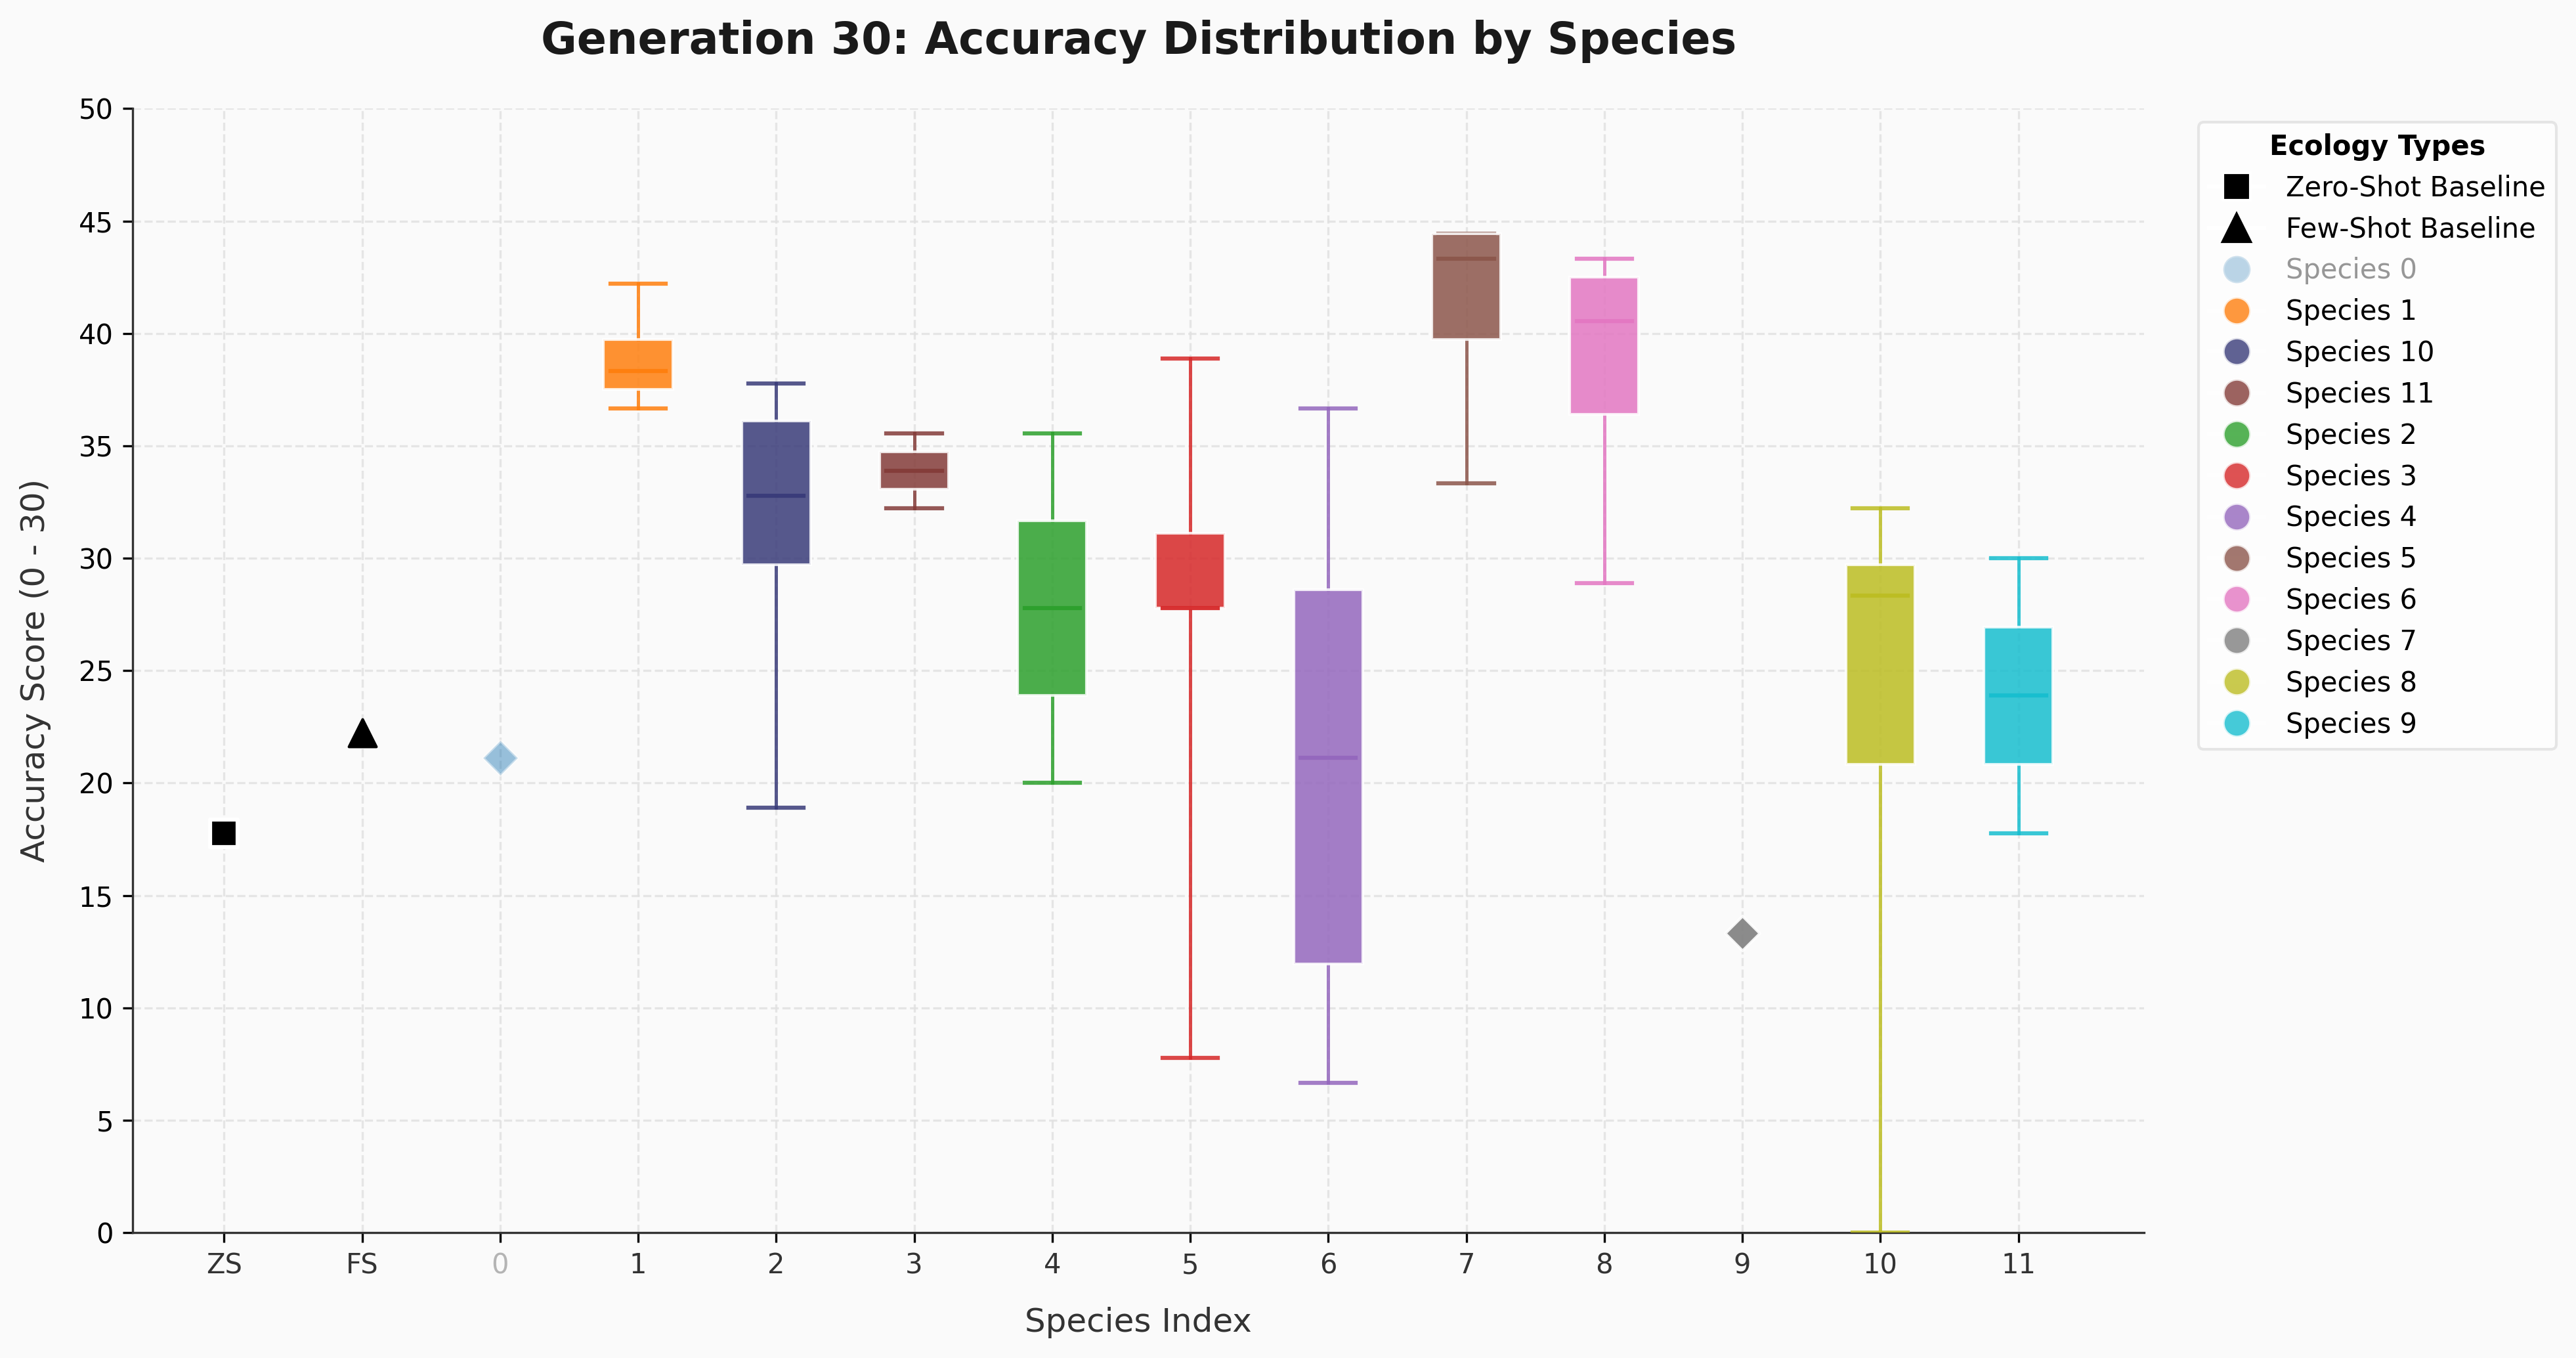 Generation 30: Accuracy Distribution by Species
50
45
40
35
30
25
20
15
10
5
0
Accuracy Score (0 - 30)
ZS FS 0 1 2 3 4 5 6 7 8 9 10 11
Species Index
Ecology Types
Zero-Shot Baseline
Few-Shot Baseline
Species 0
Species 1
Species 10
Species 11
Species 2
Species 3
Species 4
Species 5
Species 6
Species 7
Species 8
Species 9